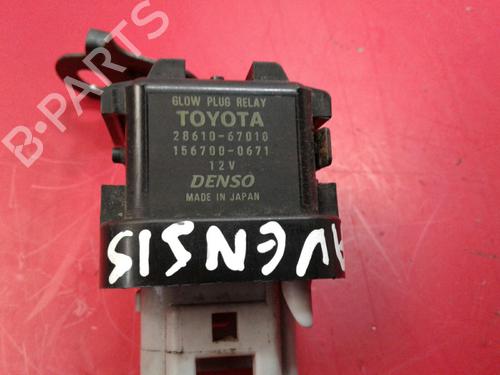 GLOW PLUG RELAY
TOYOTA
28610-67010
156700-0671
12V
DENSO
MADE IN JAPAN
AVENSIS
B-PARTS